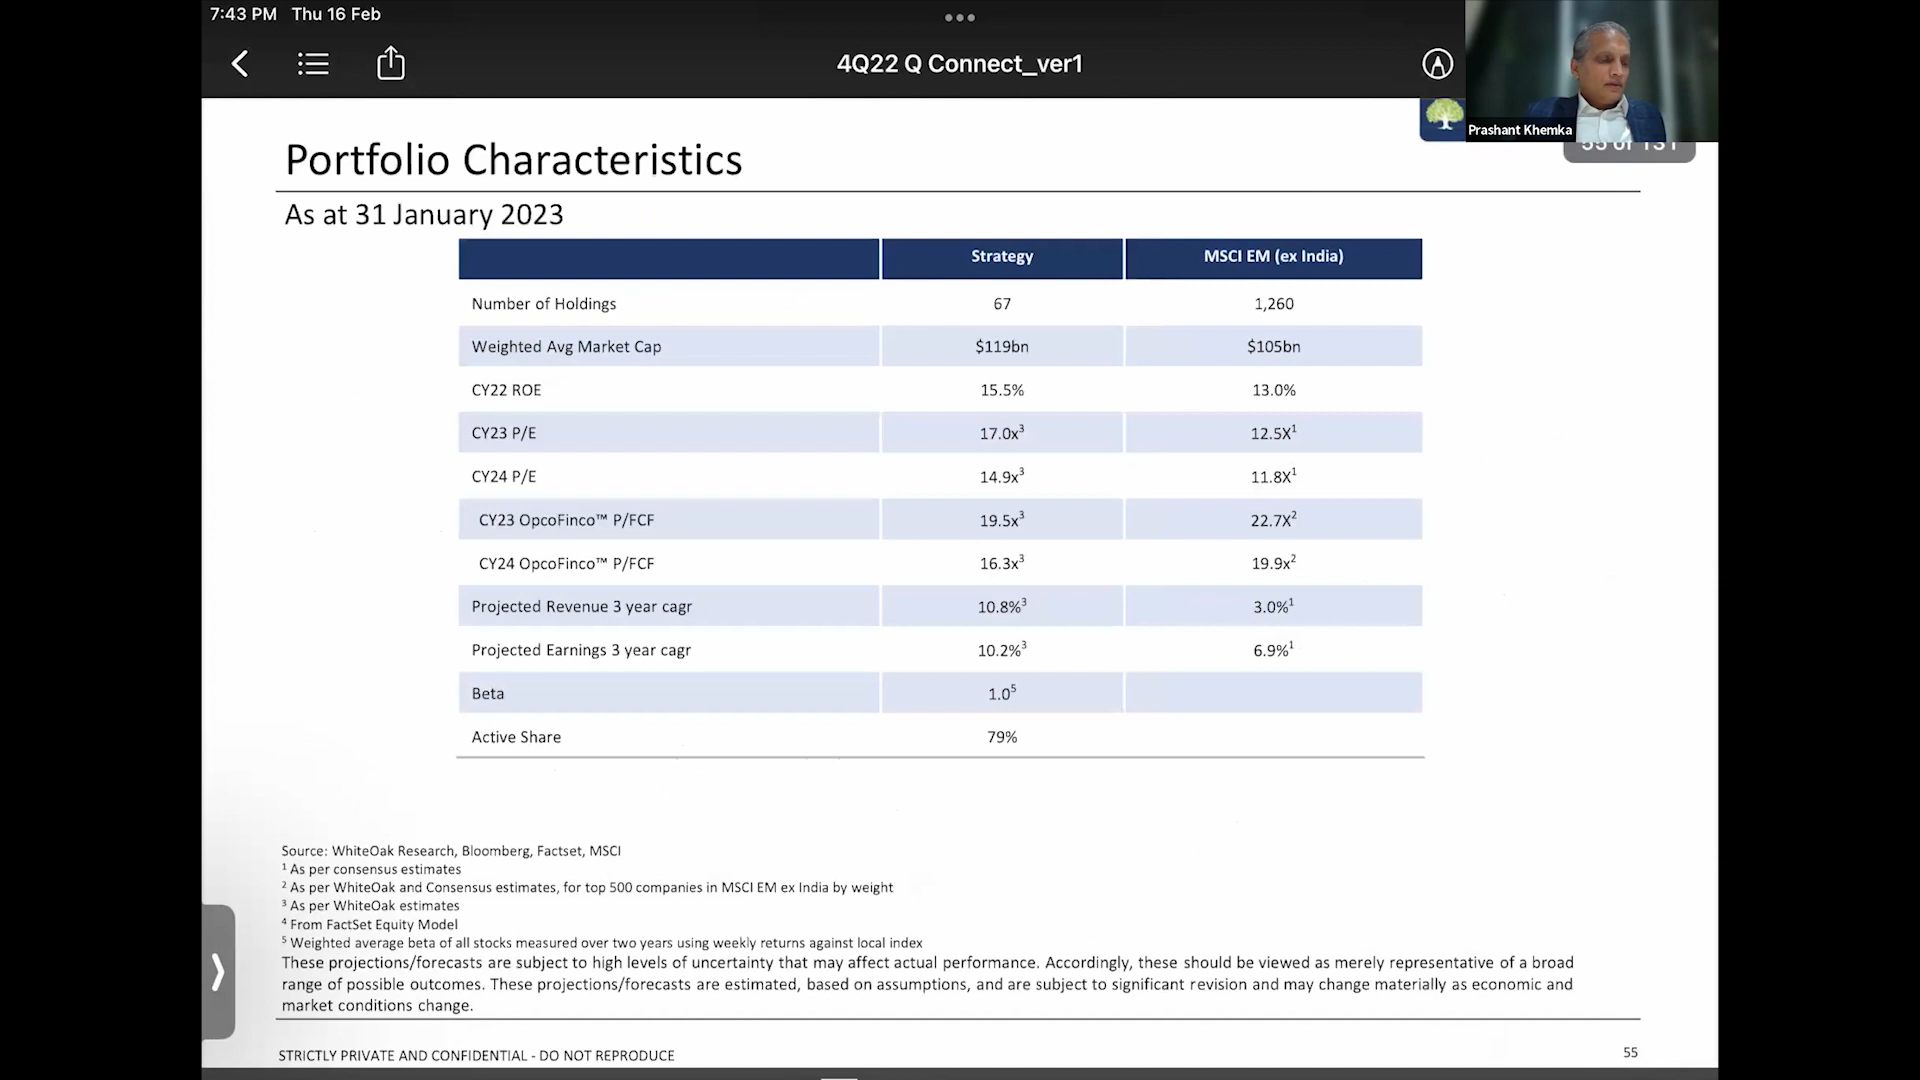 7:43 PM Thu 16 Feb
4Q22 Q Connect_ver1
Prashant Khemka
55 of 131
Portfolio Characteristics
As at 31 January 2023
Strategy MSCI EM (ex India)
Number of Holdings 67 1,260
Weighted Avg Market Cap $119bn $105bn
CY22 ROE 15.5% 13.0%
CY23 P/E 17.0x³ 12.5X¹
CY24 P/E 14.9x³ 11.8X¹
CY23 OpcoFinco™ P/FCF 19.5x³ 22.7X²
CY24 OpcoFinco™ P/FCF 16.3x³ 19.9x²
Projected Revenue 3 year cagr 10.8%³ 3.0%¹
Projected Earnings 3 year cagr 10.2%³ 6.9%¹
Beta 1.0⁵
Active Share 79%
Source: WhiteOak Research, Bloomberg, Factset, MSCI
¹ As per consensus estimates
² As per WhiteOak and Consensus estimates, for top 500 companies in MSCI EM ex India by weight
³ As per WhiteOak estimates
⁴ From FactSet Equity Model
⁵ Weighted average beta of all stocks measured over two years using weekly returns against local index
These projections/forecasts are subject to high levels of uncertainty that may affect actual performance. Accordingly, these should be viewed as merely representative of a broad
range of possible outcomes. These projections/forecasts are estimated, based on assumptions, and are subject to significant revision and may change materially as economic and
market conditions change.
STRICTLY PRIVATE AND CONFIDENTIAL - DO NOT REPRODUCE
55